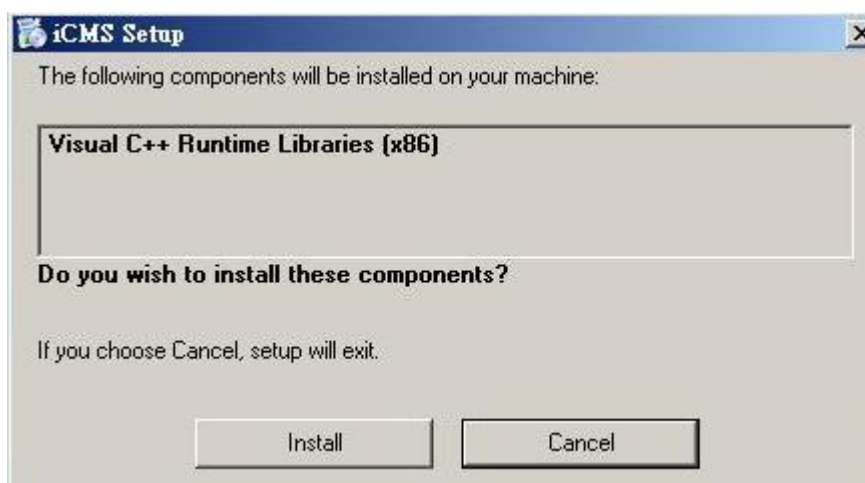 iCMS Setup
The following components will be installed on your machine:
Visual C++ Runtime Libraries (x86)
Do you wish to install these components?
If you choose Cancel, setup will exit.
Install
Cancel